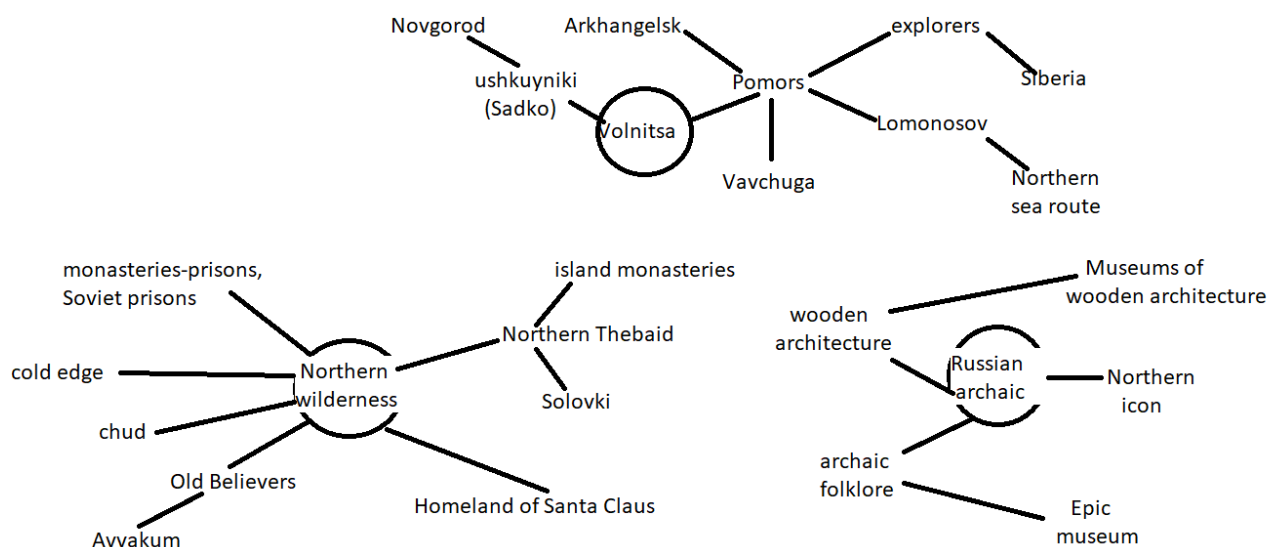 Novgorod
Arkhangelsk
explorers
ushkuyniki
(Sadko)
Pomors
Siberia
Volnitsa
Lomonosov
Vavchuga
Northern
sea route
monasteries-prisons,
Soviet prisons
island monasteries
Northern Thebaid
Northern
wilderness
cold edge
Solovki
chud
Old Believers
Avvakum
Homeland of Santa Claus
Museums of
wooden architecture
wooden
architecture
Russian
archaic
Northern
icon
archaic
folklore
Epic
museum